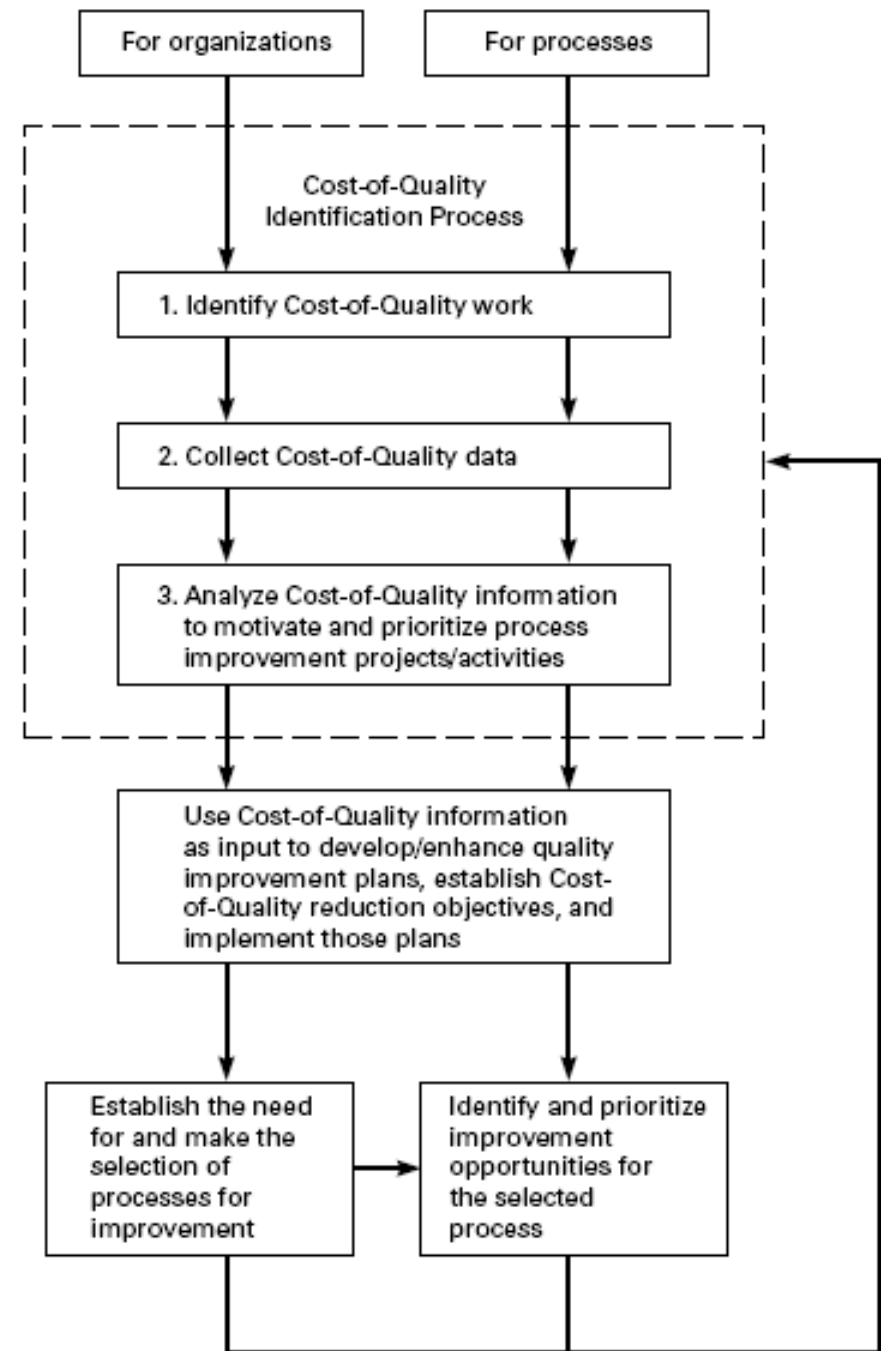 For organizations
For processes
Cost-of-Quality
Identification Process
1. Identify Cost-of-Quality work
2. Collect Cost-of-Quality data
3. Analyze Cost-of-Quality information
to motivate and prioritize process
improvement projects/activities
Use Cost-of-Quality information
as input to develop/enhance quality
improvement plans, establish Cost-
of-Quality reduction objectives, and
implement those plans
Establish the need
for and make the
selection of
processes for
improvement
Identify and prioritize
improvement
opportunities for
the selected
process